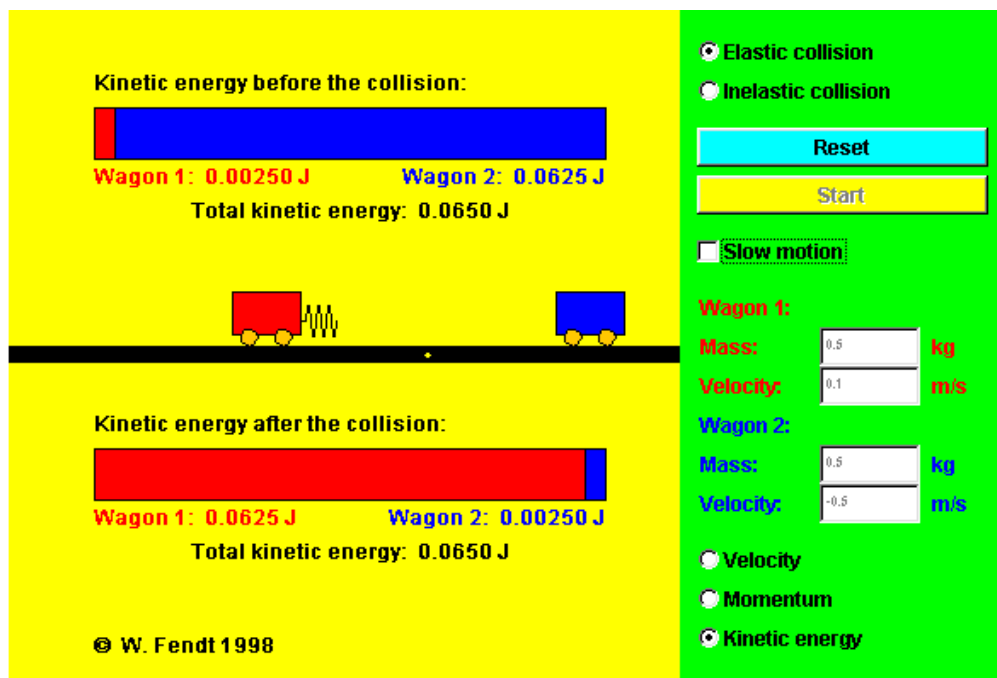 Kinetic energy before the collision:
Wagon 1: 0.00250 J Wagon 2: 0.0625 J
Total kinetic energy: 0.0650 J
Kinetic energy after the collision:
Wagon 1: 0.0625 J Wagon 2: 0.00250 J
Total kinetic energy: 0.0650 J
© W. Fendt 1998
Elastic collision
Inelastic collision
Reset
Start
Slow motion
Wagon 1:
Mass: 0.5 kg
Velocity: 0.1 m/s
Wagon 2:
Mass: 0.5 kg
Velocity: -0.5 m/s
Velocity
Momentum
Kinetic energy